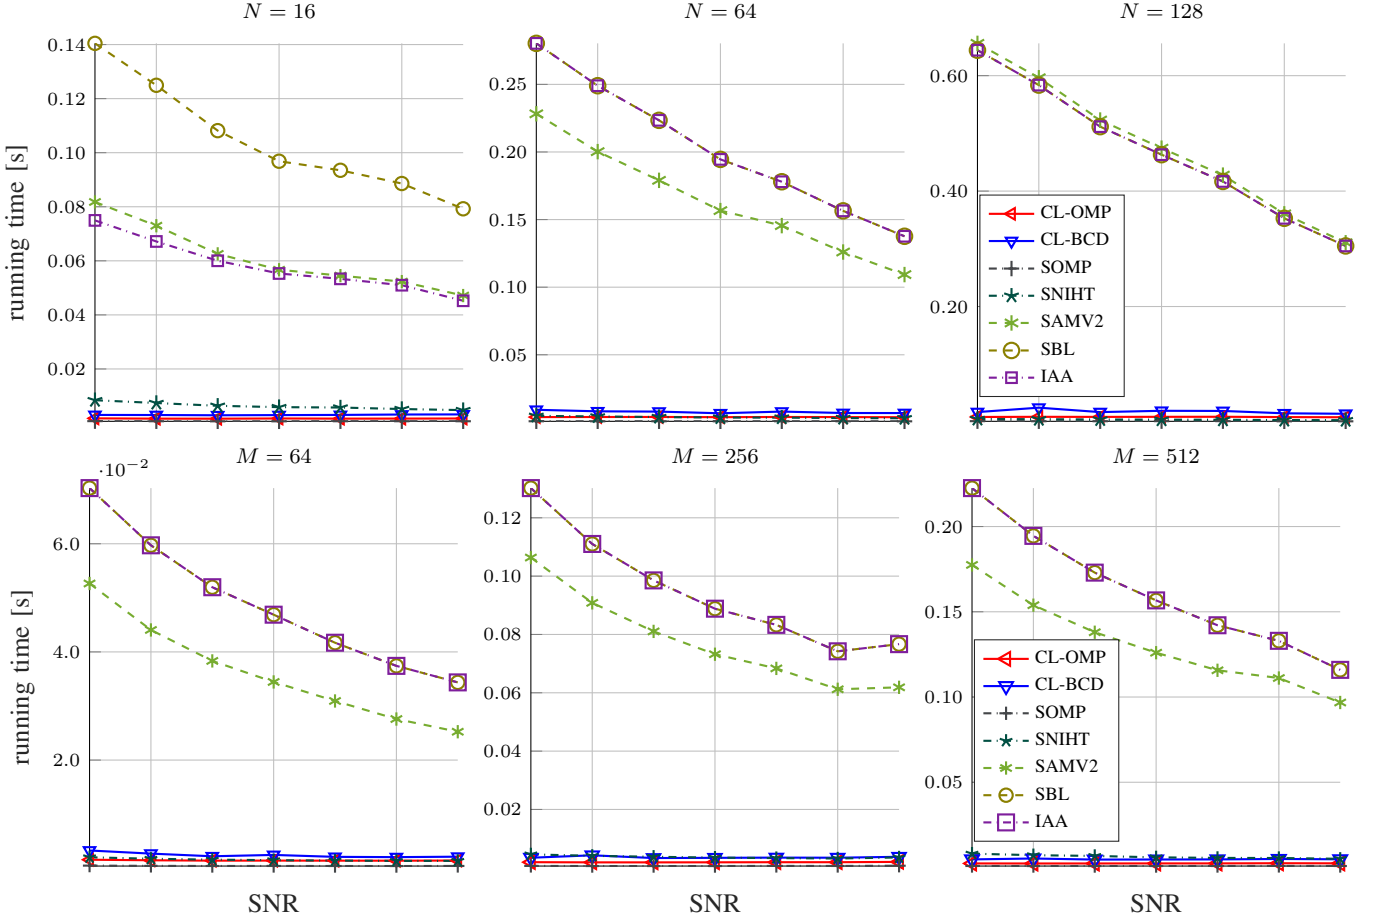 N = 16
N = 64
N = 128
running time [s]
0.14
0.12
0.10
0.08
0.06
0.04
0.02
0.25
0.20
0.15
0.10
0.05
0.60
0.40
0.20
CL-OMP
CL-BCD
SOMP
SNIHT
SAMV2
SBL
IAA
·10−2
M = 64
M = 256
M = 512
running time [s]
6.0
4.0
2.0
0.12
0.10
0.08
0.06
0.04
0.02
0.20
0.15
0.10
0.05
CL-OMP
CL-BCD
SOMP
SNIHT
SAMV2
SBL
IAA
SNR
SNR
SNR